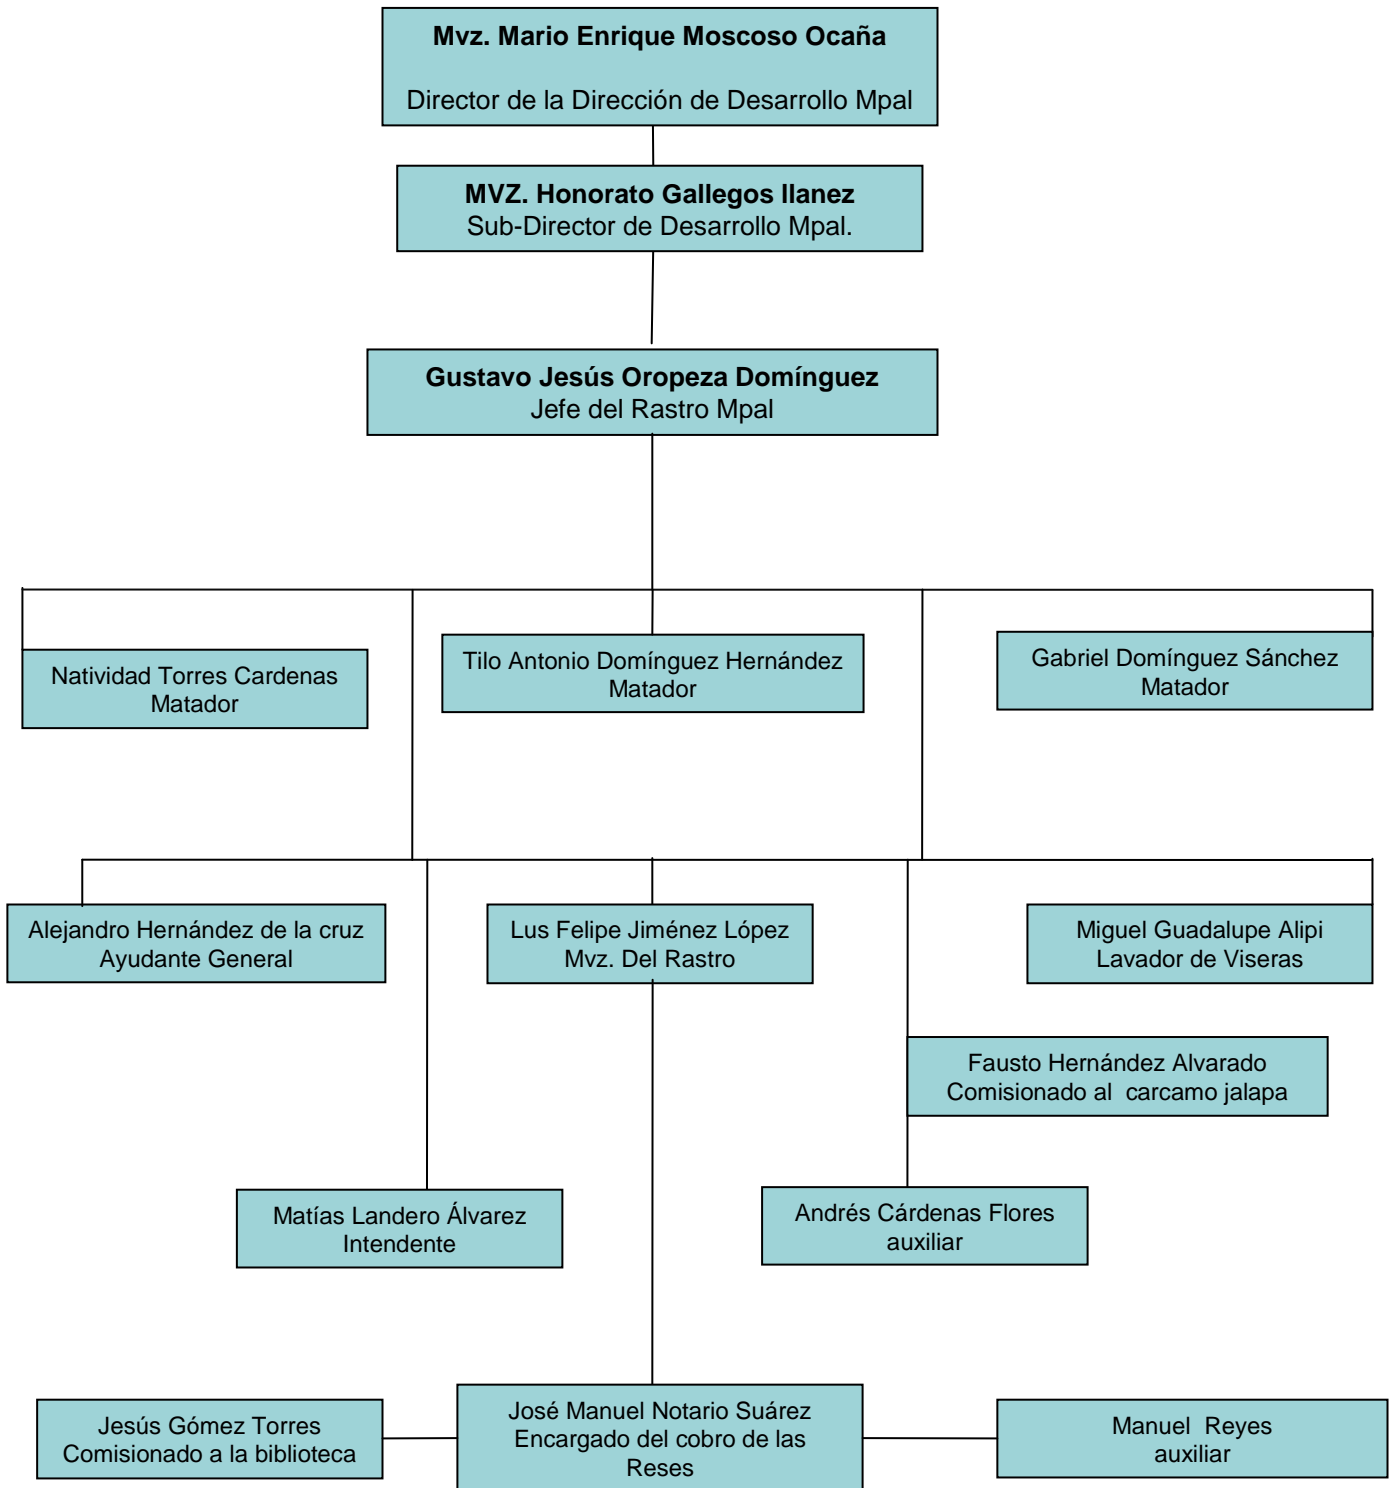 Mvz. Mario Enrique Moscoso Ocaña
Director de la Dirección de Desarrollo Mpal
MVZ. Honorato Gallegos Ilanez
Sub-Director de Desarrollo Mpal.
Gustavo Jesús Oropeza Domínguez
Jefe del Rastro Mpal
Natividad Torres Cardenas
Matador
Tilo Antonio Domínguez Hernández
Matador
Gabriel Domínguez Sánchez
Matador
Alejandro Hernández de la cruz
Ayudante General
Lus Felipe Jiménez López
Mvz. Del Rastro
Miguel Guadalupe Alipi
Lavador de Viseras
Fausto Hernández Alvarado
Comisionado al carcamo jalapa
Matías Landero Álvarez
Intendente
Andrés Cárdenas Flores
auxiliar
Jesús Gómez Torres
Comisionado a la biblioteca
José Manuel Notario Suárez
Encargado del cobro de las
Reses
Manuel Reyes
auxiliar